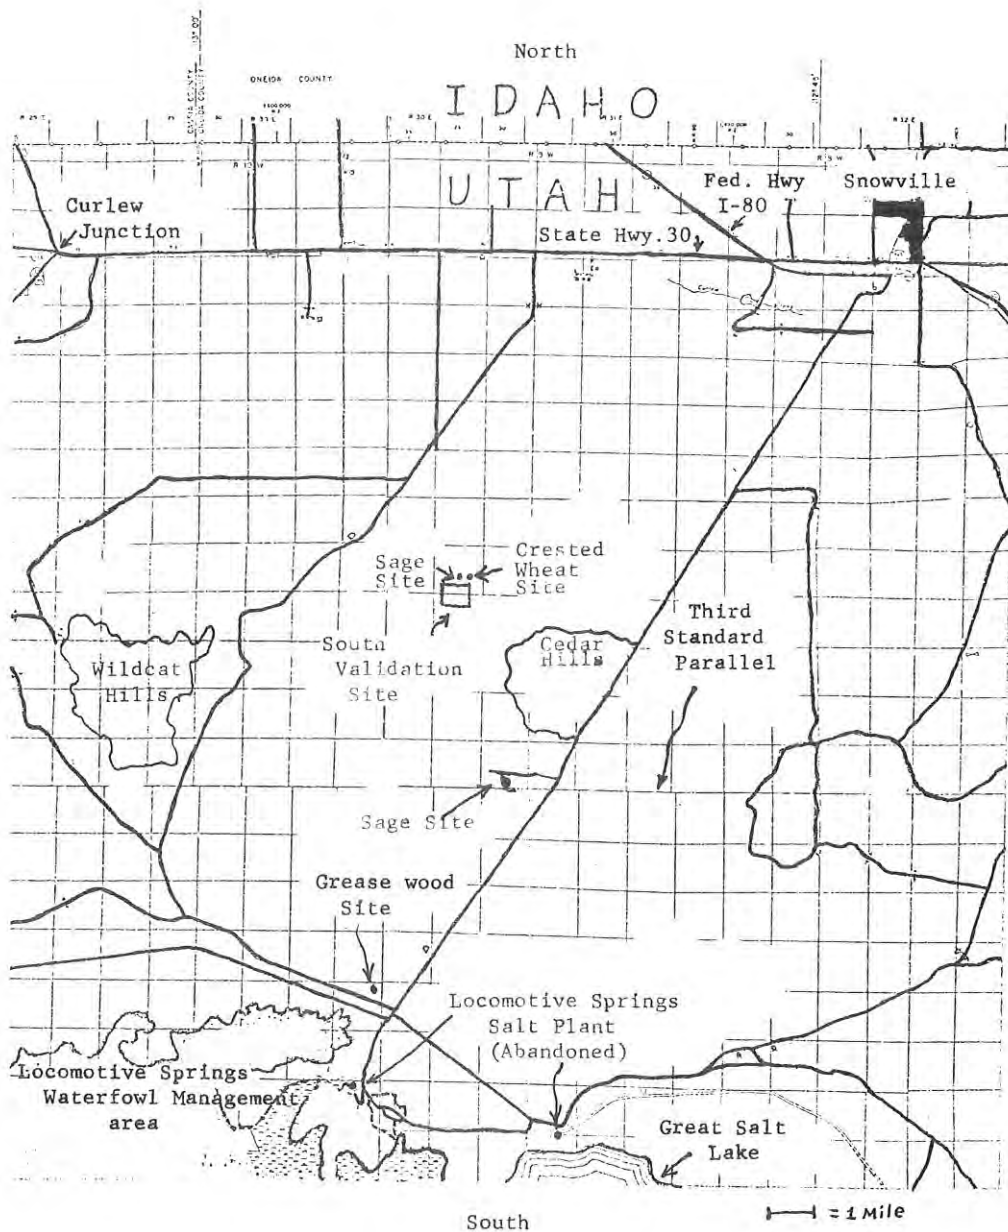 North
ONEIDA COUNTY
IDAHO
UTAH
Fed. Hwy
I-80
Snowville
Curlew
Junction
State Hwy.30
Sage
Site
Crested
Wheat
Site
South
Validation
Site
Cedar
Hills
Third
Standard
Parallel
Wildcat
Hills
Sage Site
Grease wood
Site
Locomotive Springs
Salt Plant
(Abandoned)
Locomotive Springs
Waterfowl Management
area
Great Salt
Lake
= 1 Mile
South